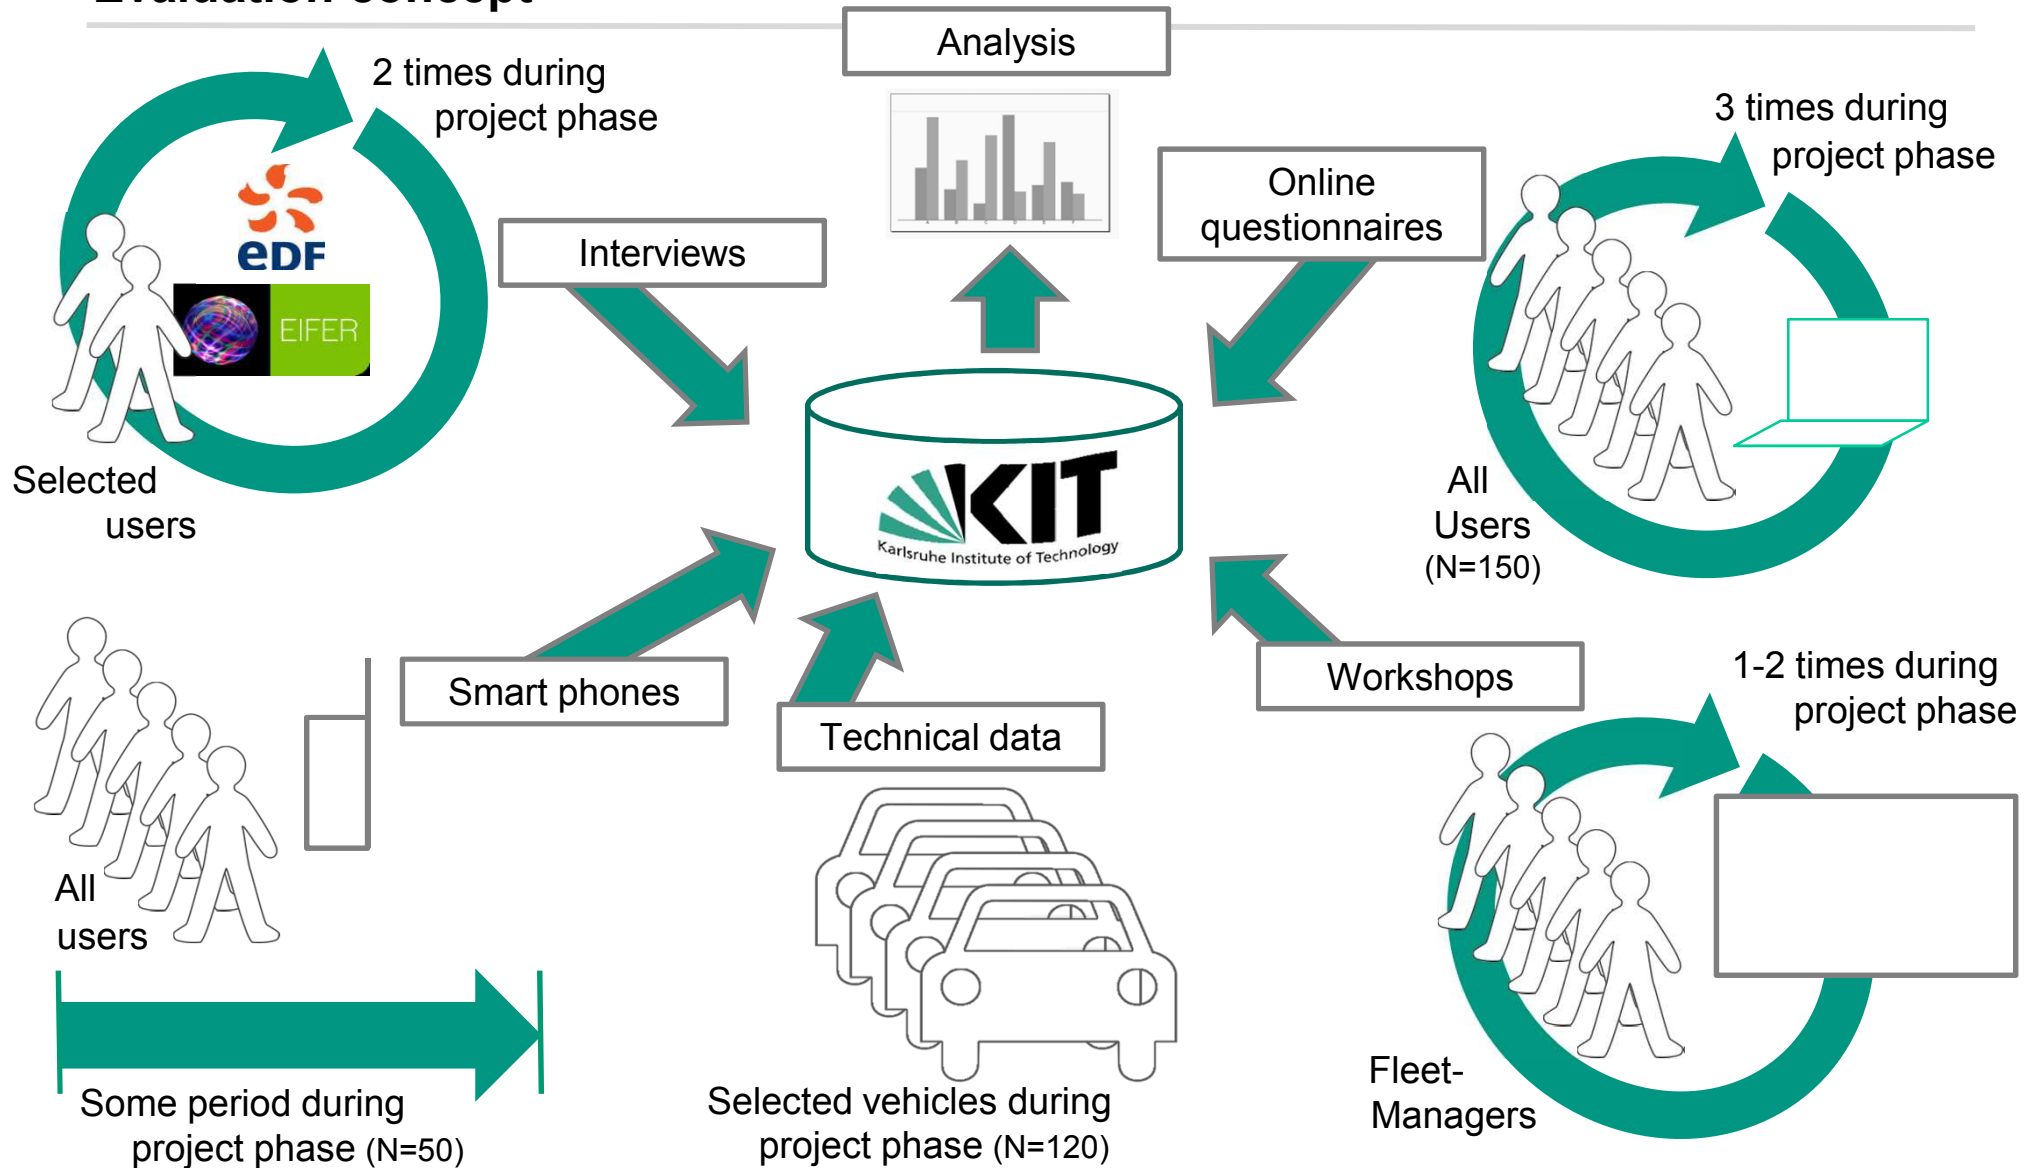 Evaluation concept
Analysis
2 times during
project phase
3 times during
project phase
Online
questionnaires
Interviews
eDF
EIFER
KIT
Karlsruhe Institute of Technology
Selected
users
All
Users
(N=150)
Smart phones
Technical data
Workshops
1-2 times during
project phase
All
users
Some period during
project phase (N=50)
Selected vehicles during
project phase (N=120)
Fleet-
Managers